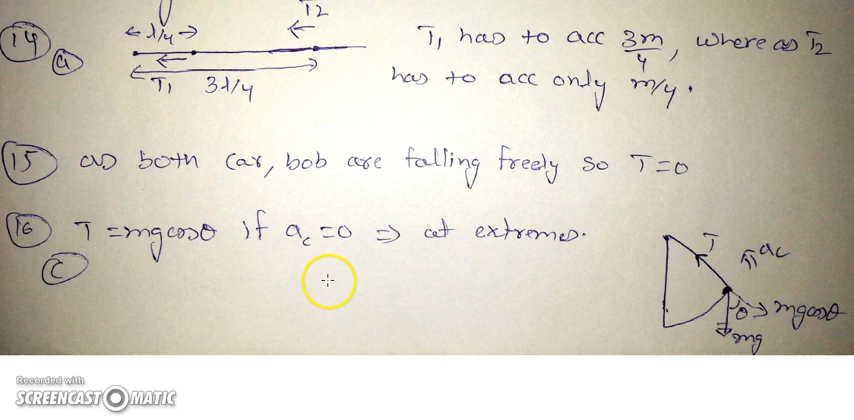 14 a ← l/4 → ← T2
T1 3l/4
T1 has to acc 3m/4, where as T2
has to acc only m/4.
15 as both car, bob are falling freely so T=0
16 T = mgcosθ if ac = 0 ⇒ at extremes.
C
T ac
θ mgcosθ
mg
Recorded with
SCREENCAST-O-MATIC